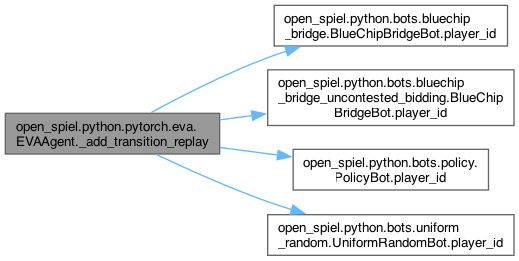 open_spiel.python.bots.bluechip
_bridge.BlueChipBridgeBot.player_id
open_spiel.python.bots.bluechip
_bridge_uncontested_bidding.BlueChip
BridgeBot.player_id
open_spiel.python.pytorch.eva.
EVAAgent._add_transition_replay
open_spiel.python.bots.policy.
PolicyBot.player_id
open_spiel.python.bots.uniform
_random.UniformRandomBot.player_id